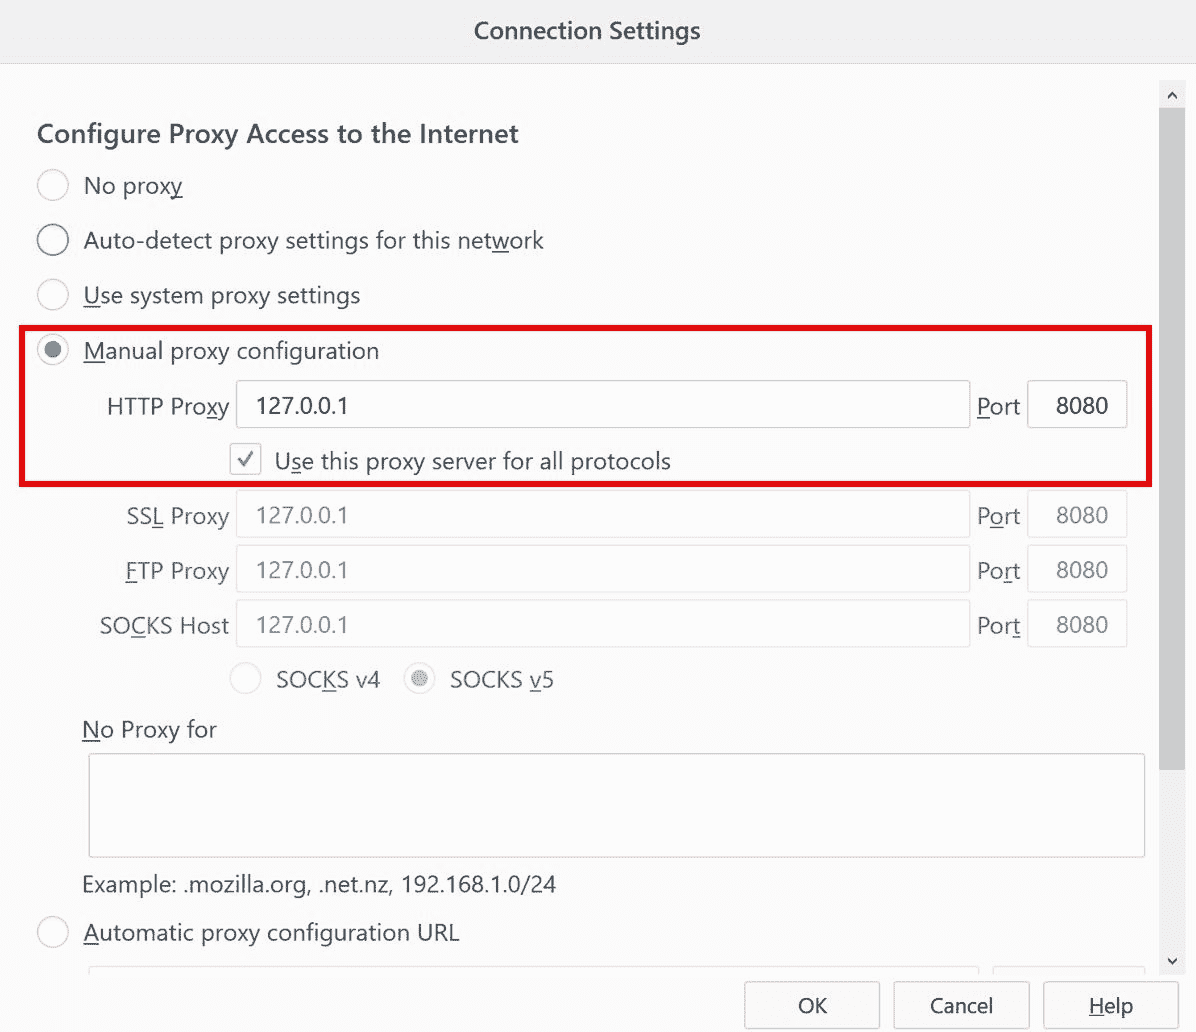 Connection Settings
Configure Proxy Access to the Internet
No proxy
Auto-detect proxy settings for this network
Use system proxy settings
Manual proxy configuration
HTTP Proxy 127.0.0.1 Port 8080
Use this proxy server for all protocols
SSL Proxy 127.0.0.1 Port 8080
FTP Proxy 127.0.0.1 Port 8080
SOCKS Host 127.0.0.1 Port 8080
SOCKS v4 SOCKS v5
No Proxy for
Example: .mozilla.org, .net.nz, 192.168.1.0/24
Automatic proxy configuration URL
OK Cancel Help